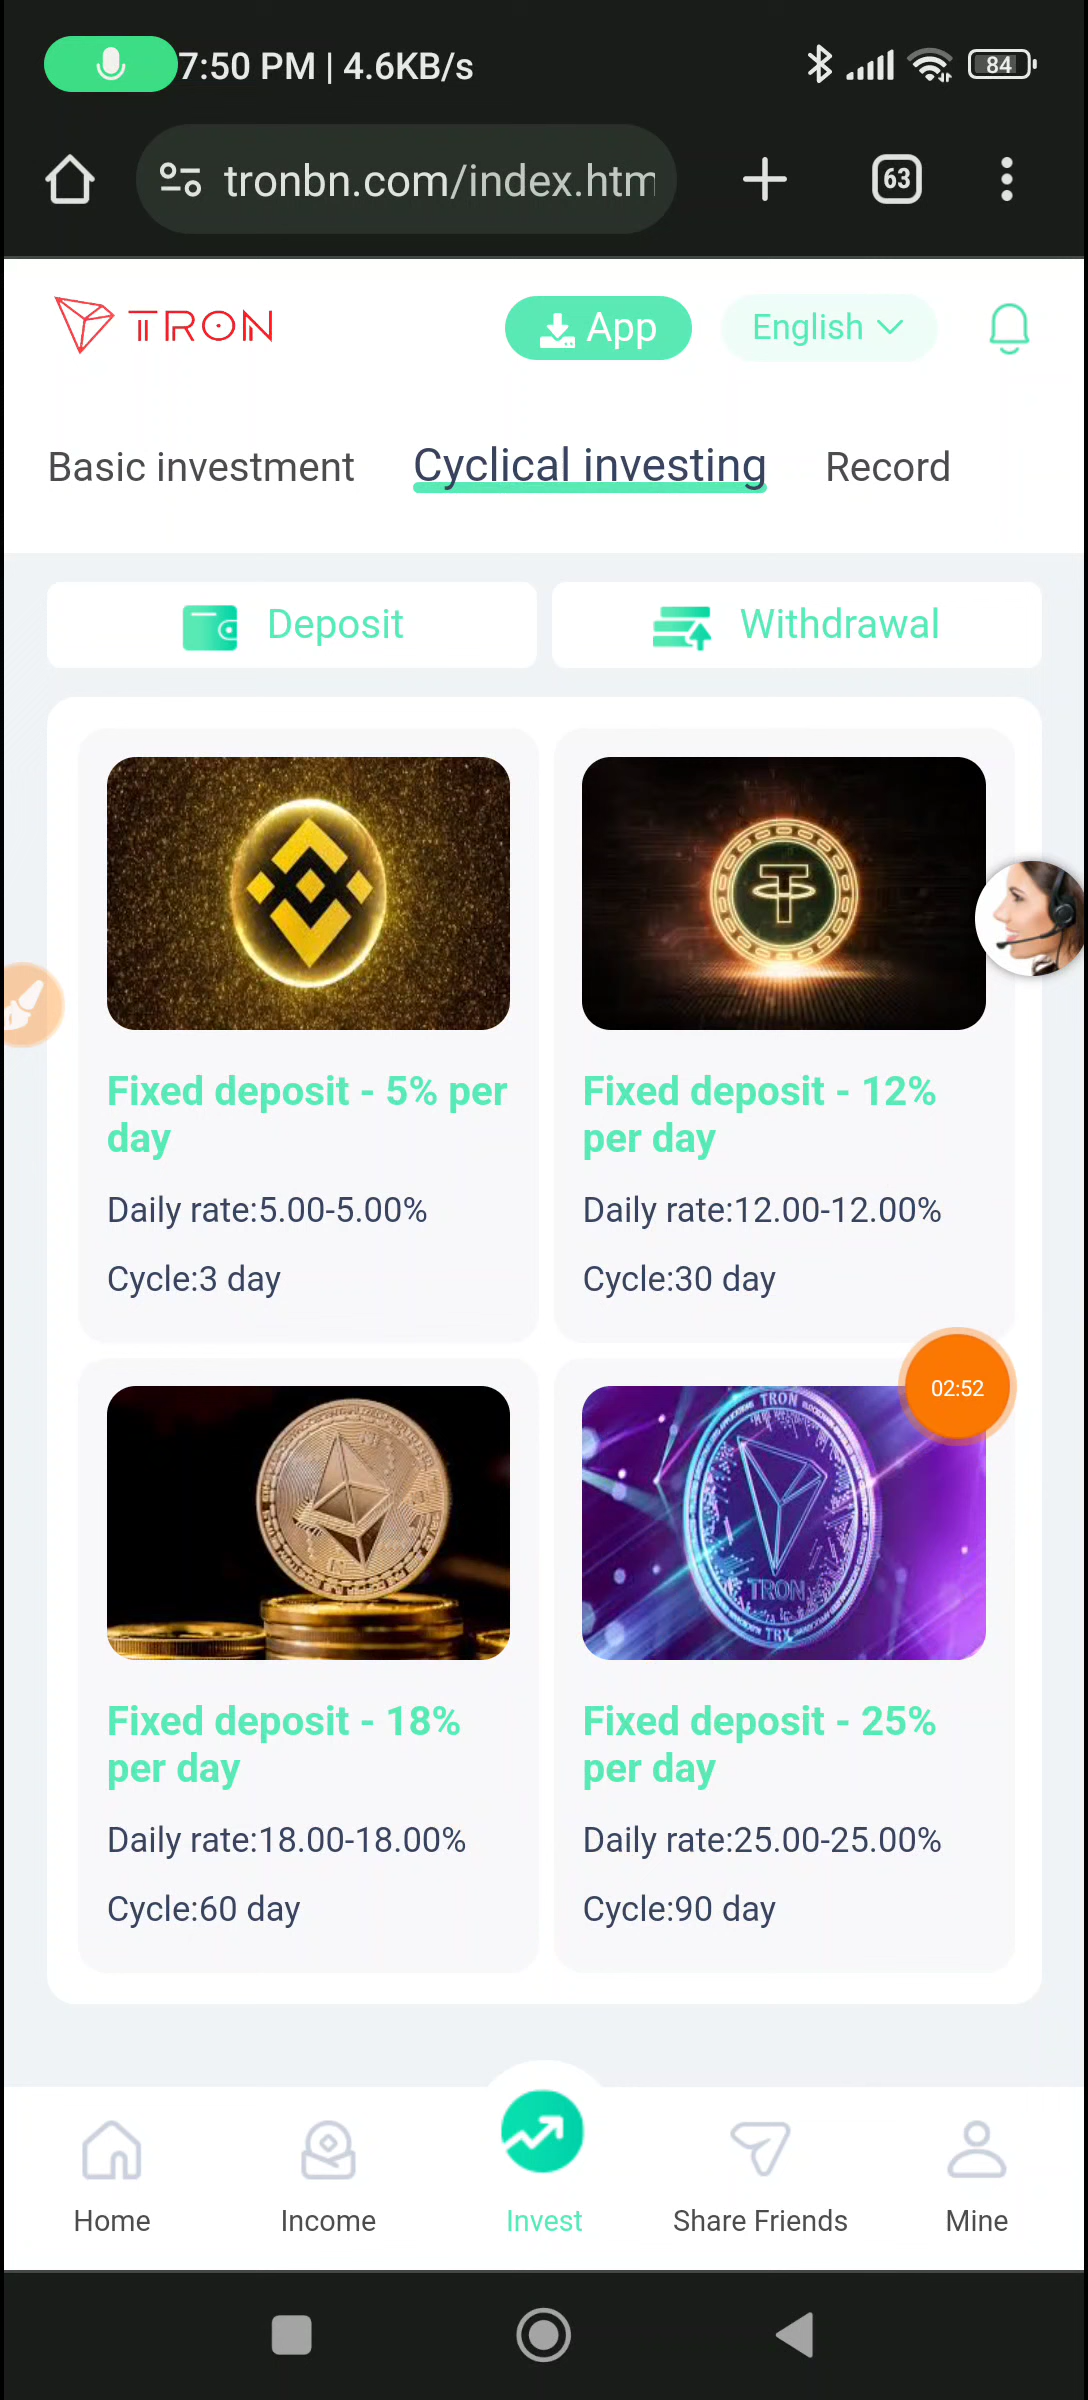 7:50 PM | 4.6KB/s
84
tronbn.com/index.htm
63
TRON
App
English
Basic investment
Cyclical investing
Record
Deposit
Withdrawal
Fixed deposit - 5% per
day
Daily rate:5.00-5.00%
Cycle:3 day
Fixed deposit - 12%
per day
Daily rate:12.00-12.00%
Cycle:30 day
02:52
TRON
TRON
TRX
Fixed deposit - 18%
per day
Daily rate:18.00-18.00%
Cycle:60 day
Fixed deposit - 25%
per day
Daily rate:25.00-25.00%
Cycle:90 day
Home
Income
Invest
Share Friends
Mine